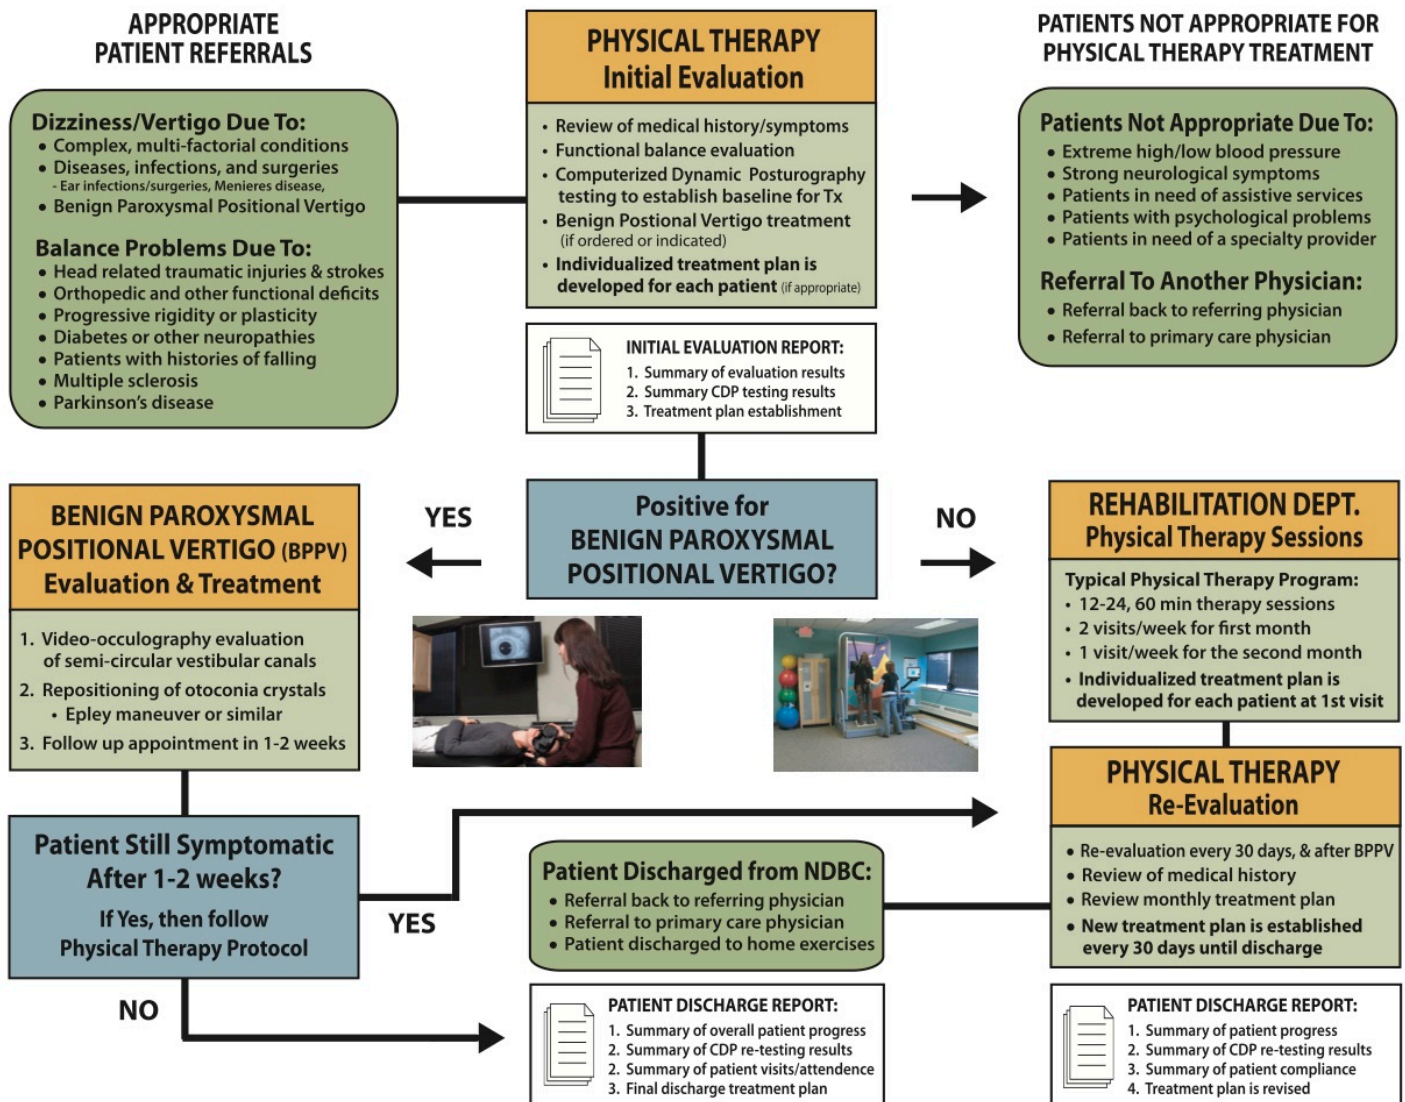 APPROPRIATE
PATIENT REFERRALS
Dizziness/Vertigo Due To:
• Complex, multi-factorial conditions
• Diseases, infections, and surgeries
- Ear infections/surgeries, Menieres disease,
• Benign Paroxysmal Positional Vertigo
Balance Problems Due To:
• Head related traumatic injuries & strokes
• Orthopedic and other functional deficits
• Progressive rigidity or plasticity
• Diabetes or other neuropathies
• Patients with histories of falling
• Multiple sclerosis
• Parkinson's disease
PHYSICAL THERAPY
Initial Evaluation
• Review of medical history/symptoms
• Functional balance evaluation
• Computerized Dynamic Posturography
testing to establish baseline for Tx
• Benign Postional Vertigo treatment
(if ordered or indicated)
• Individualized treatment plan is
developed for each patient (if appropriate)
INITIAL EVALUATION REPORT:
1. Summary of evaluation results
2. Summary CDP testing results
3. Treatment plan establishment
PATIENTS NOT APPROPRIATE FOR
PHYSICAL THERAPY TREATMENT
Patients Not Appropriate Due To:
• Extreme high/low blood pressure
• Strong neurological symptoms
• Patients in need of assistive services
• Patients with psychological problems
• Patients in need of a specialty provider
Referral To Another Physician:
• Referral back to referring physician
• Referral to primary care physician
Positive for
BENIGN PAROXYSMAL
POSITIONAL VERTIGO?
YES
NO
BENIGN PAROXYSMAL
POSITIONAL VERTIGO (BPPV)
Evaluation & Treatment
1. Video-occulography evaluation
of semi-circular vestibular canals
2. Repositioning of otoconia crystals
• Epley maneuver or similar
3. Follow up appointment in 1-2 weeks
REHABILITATION DEPT.
Physical Therapy Sessions
Typical Physical Therapy Program:
• 12-24, 60 min therapy sessions
• 2 visits/week for first month
• 1 visit/week for the second month
• Individualized treatment plan is
developed for each patient at 1st visit
Patient Still Symptomatic
After 1-2 weeks?
If Yes, then follow
Physical Therapy Protocol
YES
NO
PHYSICAL THERAPY
Re-Evaluation
• Re-evaluation every 30 days, & after BPPV
• Review of medical history
• Review monthly treatment plan
• New treatment plan is established
every 30 days until discharge
Patient Discharged from NDBC:
• Referral back to referring physician
• Referral to primary care physician
• Patient discharged to home exercises
PATIENT DISCHARGE REPORT:
1. Summary of overall patient progress
2. Summary of CDP re-testing results
2. Summary of patient visits/attendence
3. Final discharge treatment plan
PATIENT DISCHARGE REPORT:
1. Summary of patient progress
2. Summary of CDP re-testing results
3. Summary of patient compliance
4. Treatment plan is revised